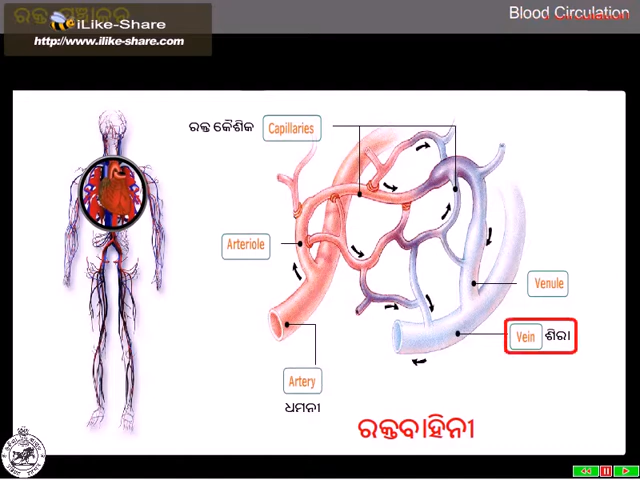 iLike-Share
http://www.ilike-share.com
Blood Circulation
ରକ୍ତ କୈଶିକ Capillaries
Arteriole
Venule
Vein ଶିରା
Artery
ଧମନୀ
ରକ୍ତବାହିନୀ